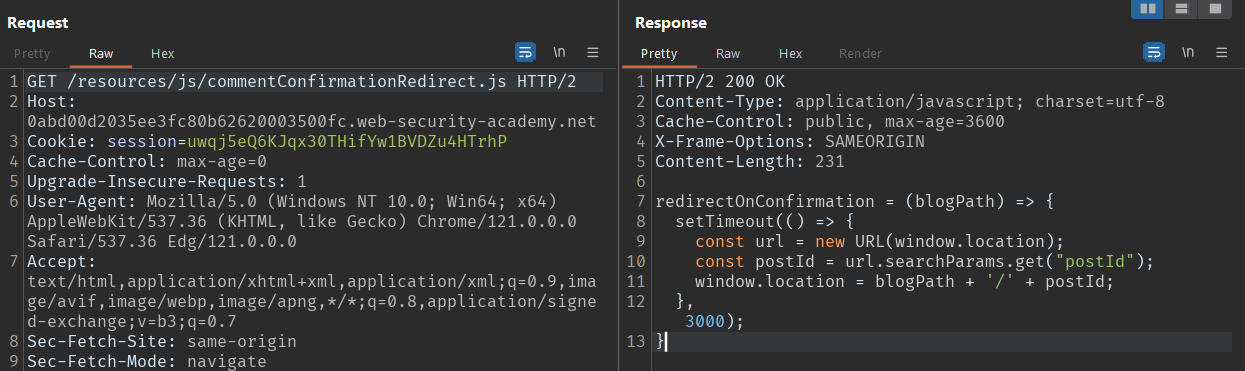 Request
Pretty Raw Hex \n
1 GET /resources/js/commentConfirmationRedirect.js HTTP/2
2 Host:
0abd00d2035ee3fc80b62620003500fc.web-security-academy.net
3 Cookie: session=uwqj5eQ6KJqx30THifYw1BVDZu4HTrhP
4 Cache-Control: max-age=0
5 Upgrade-Insecure-Requests: 1
6 User-Agent: Mozilla/5.0 (Windows NT 10.0; Win64; x64)
AppleWebKit/537.36 (KHTML, like Gecko) Chrome/121.0.0.0
Safari/537.36 Edg/121.0.0.0
7 Accept:
text/html,application/xhtml+xml,application/xml;q=0.9,ima
ge/avif,image/webp,image/apng,*/*;q=0.8,application/signe
d-exchange;v=b3;q=0.7
8 Sec-Fetch-Site: same-origin
9 Sec-Fetch-Mode: navigate
Response
Pretty Raw Hex Render \n
1 HTTP/2 200 OK
2 Content-Type: application/javascript; charset=utf-8
3 Cache-Control: public, max-age=3600
4 X-Frame-Options: SAMEORIGIN
5 Content-Length: 231
6
7 redirectOnConfirmation = (blogPath) => {
8 setTimeout(() => {
9 const url = new URL(window.location);
10 const postId = url.searchParams.get("postId");
11 window.location = blogPath + '/' + postId;
12 },
3000);
13 }